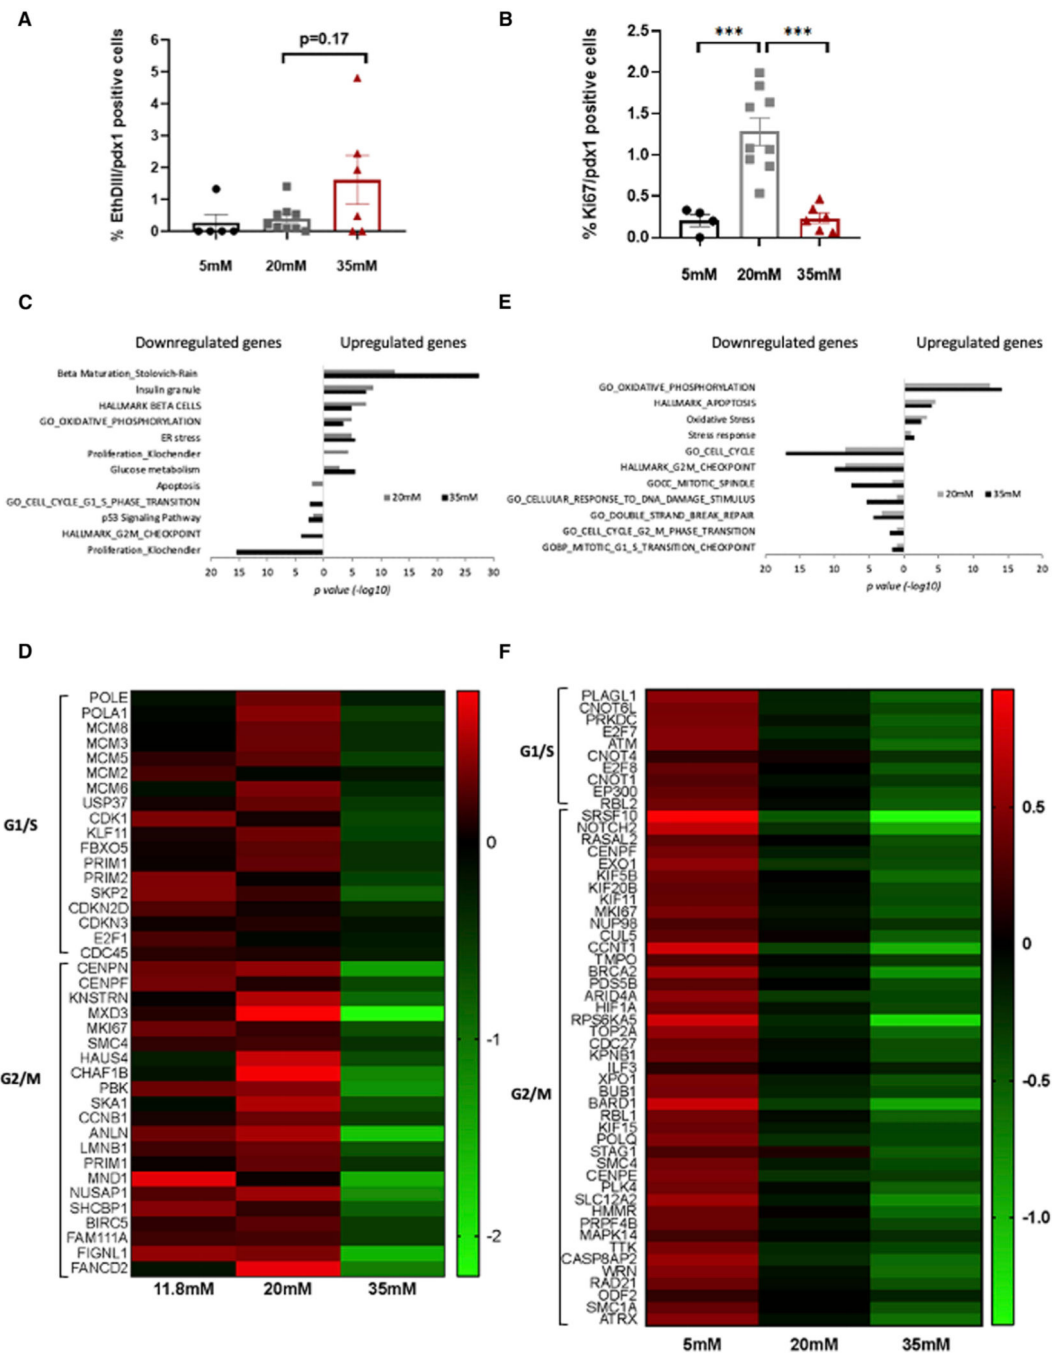 A
% EthDIII/pdx1 positive cells
6
5
4
3
2
1
0
p=0.17
5mM 20mM 35mM
B
% Ki67/pdx1 positive cells
2.5
2.0
1.5
1.0
0.5
0.0
*** ***
5mM 20mM 35mM
C
Downregulated genes Upregulated genes
Beta Maturation_Stolovich-Rain
Insulin granule
HALLMARK BETA CELLS
GO_OXIDATIVE_PHOSPHORYLATION
ER stress
Proliferation_Klochendler
Glucose metabolism
Apoptosis
GO_CELL_CYCLE_G1_S_PHASE_TRANSITION
p53 Signaling Pathway
HALLMARK_G2M_CHECKPOINT
Proliferation_Klochendler
20mM 35mM
20 15 10 5 0 5 10 15 20 25 30
p value (-log10)
E
Downregulated genes Upregulated genes
GO_OXIDATIVE_PHOSPHORYLATION
HALLMARK_APOPTOSIS
Oxidative Stress
Stress response
GO_CELL_CYCLE
HALLMARK_G2M_CHECKPOINT
GOCC_MITOTIC_SPINDLE
GO_CELLULAR_RESPONSE_TO_DNA_DAMAGE_STIMULUS
GO_DOUBLE_STRAND_BREAK_REPAIR
GO_CELL_CYCLE_G2_M_PHASE_TRANSITION
GOBP_MITOTIC_G1_S_TRANSITION_CHECKPOINT
20mM 35mM
20 15 10 5 0 5 10 15 20
p value (-log10)
D
G1/S
POLE
POLA1
MCM8
MCM3
MCM5
MCM2
MCM6
USP37
CDK1
KLF11
FBXO5
PRIM1
PRIM2
SKP2
CDKN2D
CDKN3
E2F1
CDC45
G2/M
CENPN
CENPF
KNSTRN
MXD3
MKI67
SMC4
HAUS4
CHAF1B
PBK
SKA1
CCNB1
ANLN
LMNB1
PRIM1
MND1
NUSAP1
SHCBP1
BIRC5
FAM111A
FIGNL1
FANCD2
11.8mM 20mM 35mM
0
-1
-2
F
G1/S
PLAGL1
CNOT6L
PRKDC
E2F7
ATM
CNOT4
E2F8
CNOT1
EP300
RBL2
G2/M
SRSF10
NOTCH2
RASAL2
CENPF
EXO1
KIF5B
KIF20B
KIF11
MKI67
NUP98
CUL5
CCNT1
TMPO
BRCA2
PDS5B
ARID4A
HIF1A
RPS6KA5
TOP2A
CDC27
KPNB1
ILF3
XPO1
BUB1
BARD1
RBL1
KIF15
POLQ
STAG1
SMC4
CENPE
PLK4
SLC12A2
HMMR
PRPF4B
MAPK14
TTK
CASP8AP2
WRN
RAD21
ODF2
SMC1A
ATRX
5mM 20mM 35mM
0.5
0
-0.5
-1.0